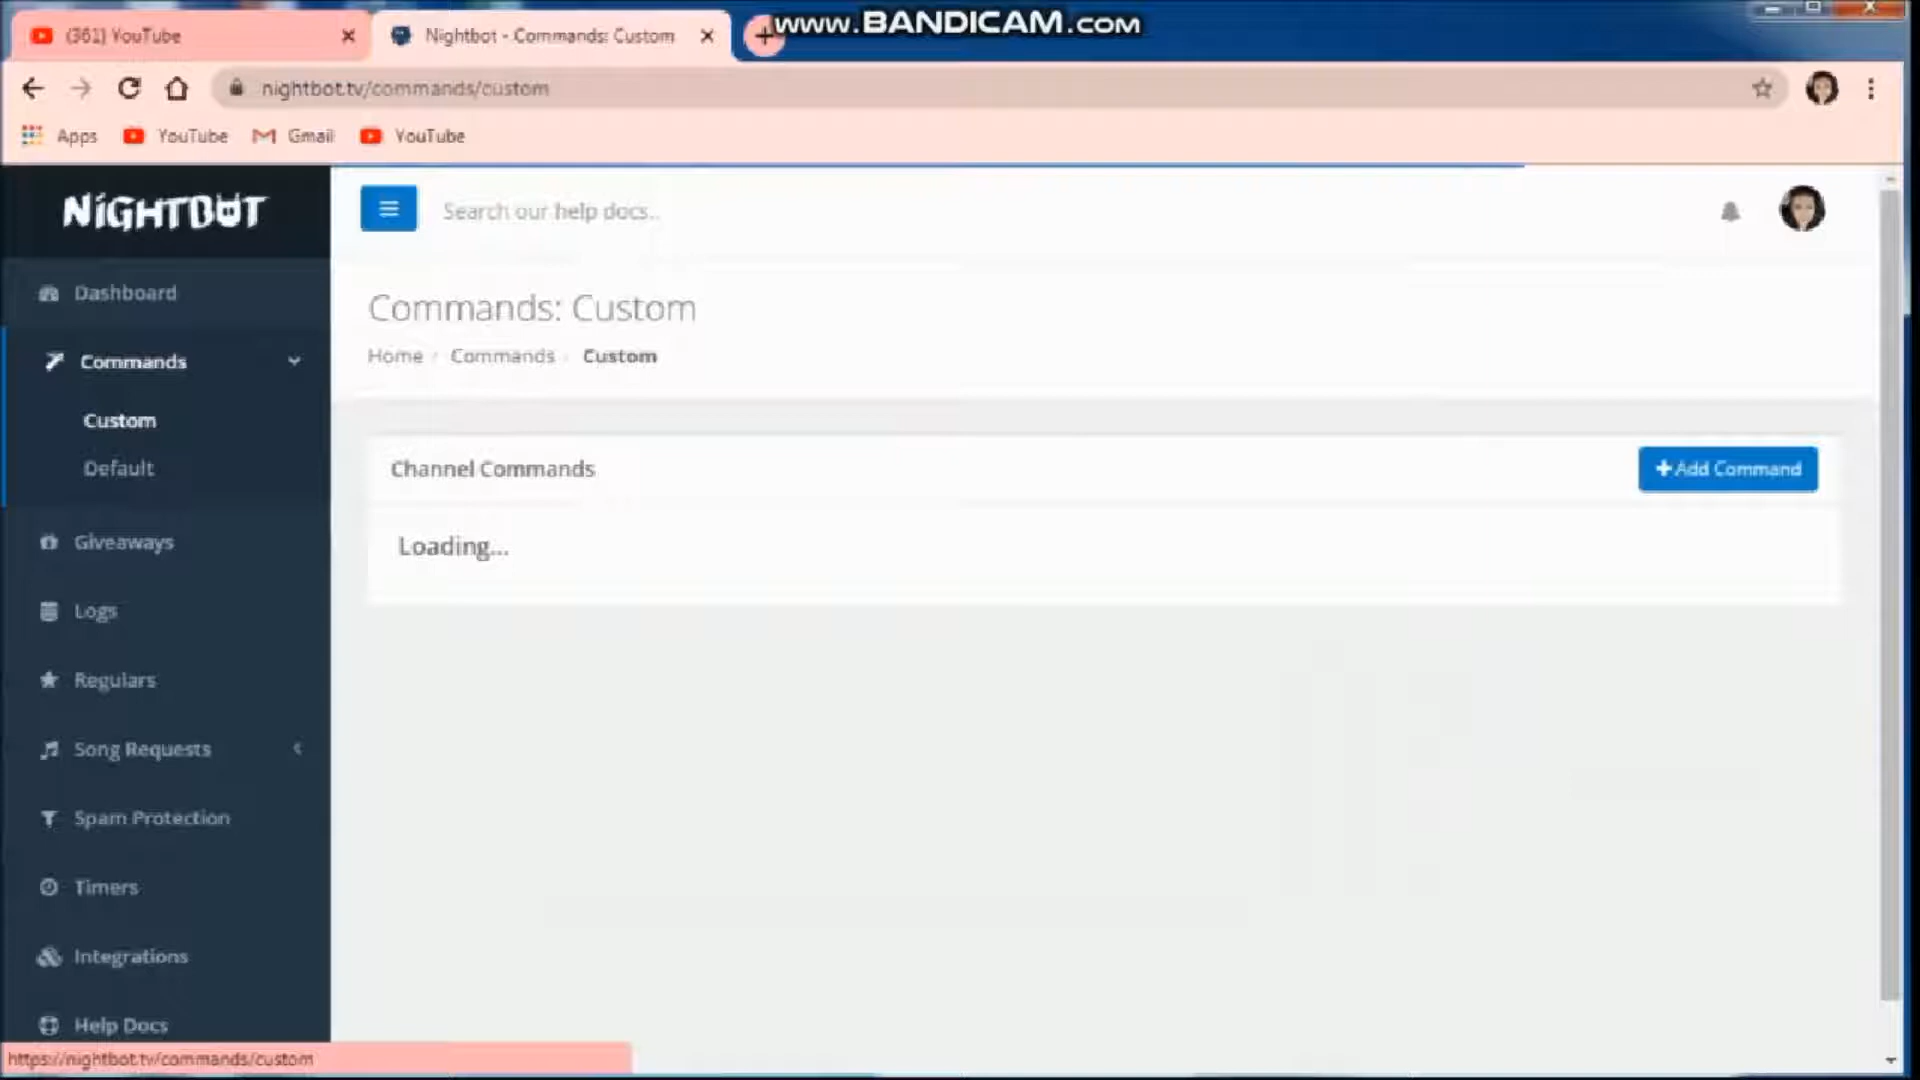 (361) YouTube
Nightbot - Commands: Custom
www.BANDICAM.com
nightbot.tv/commands/custom
Apps
YouTube
Gmail
YouTube
NIGHTBOT
Search our help docs..
Dashboard
Commands: Custom
Home / Commands / Custom
Commands
Custom
Default
Channel Commands
+Add Command
Loading...
Giveaways
Logs
Regulars
Song Requests
Spam Protection
Timers
Integrations
Help Docs
https://nightbot.tv/commands/custom